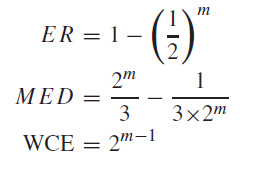 ER = 1 − (1/2)^m
MED = 2^m/3 − 1/(3×2^m)
WCE = 2^(m−1)